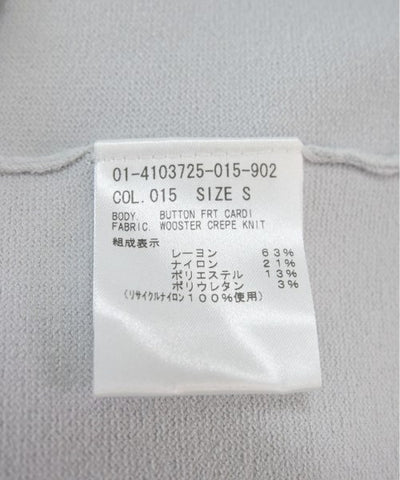 01-4103725-015-902
COL. 015 SIZE S
BODY. BUTTON FRT CARDI
FABRIC. WOOSTER CREPE KNIT
組成表示
レーヨン 63%
ナイロン 21%
ポリエステル 13%
ポリウレタン 3%
(リサイクルナイロン100%使用)